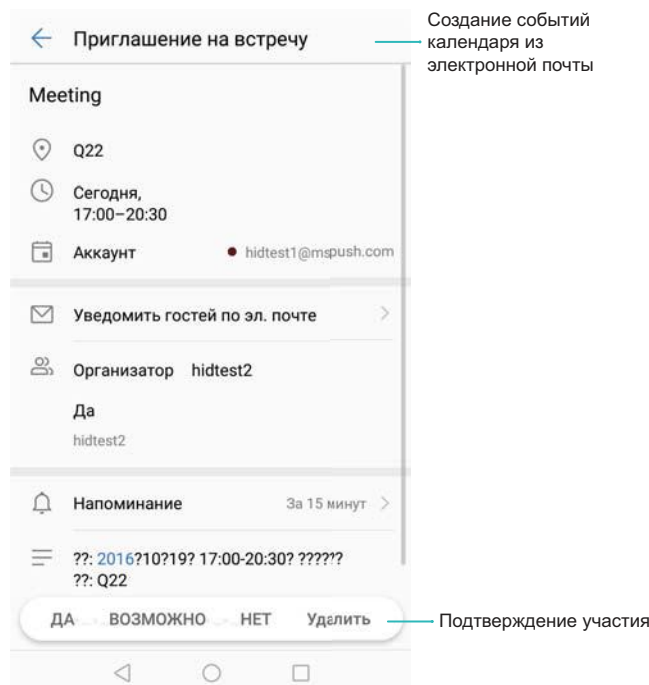 Приглашение на встречу
Создание событий
календаря из
электронной почты
Meeting
Q22
Сегодня,
17:00–20:30
Аккаунт hidtest1@mspush.com
Уведомить гостей по эл. почте
Организатор hidtest2
Да
hidtest2
Напоминание За 15 минут
??: 2016?10?19? 17:00-20:30? ??????
??: Q22
ДА ВОЗМОЖНО НЕТ Удалить
Подтверждение участия